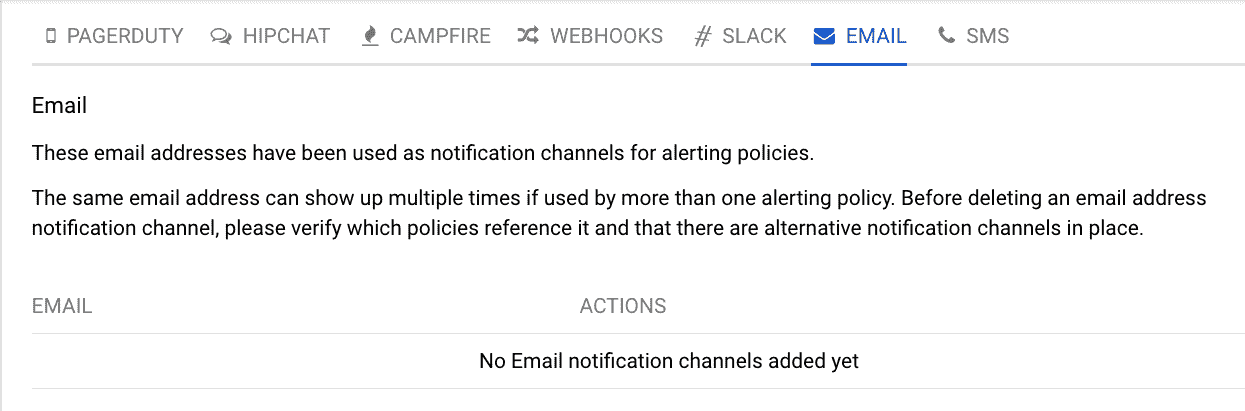 PAGERDUTY HIPCHAT CAMPFIRE WEBHOOKS SLACK EMAIL SMS
Email
These email addresses have been used as notification channels for alerting policies.
The same email address can show up multiple times if used by more than one alerting policy. Before deleting an email address
notification channel, please verify which policies reference it and that there are alternative notification channels in place.
EMAIL ACTIONS
No Email notification channels added yet